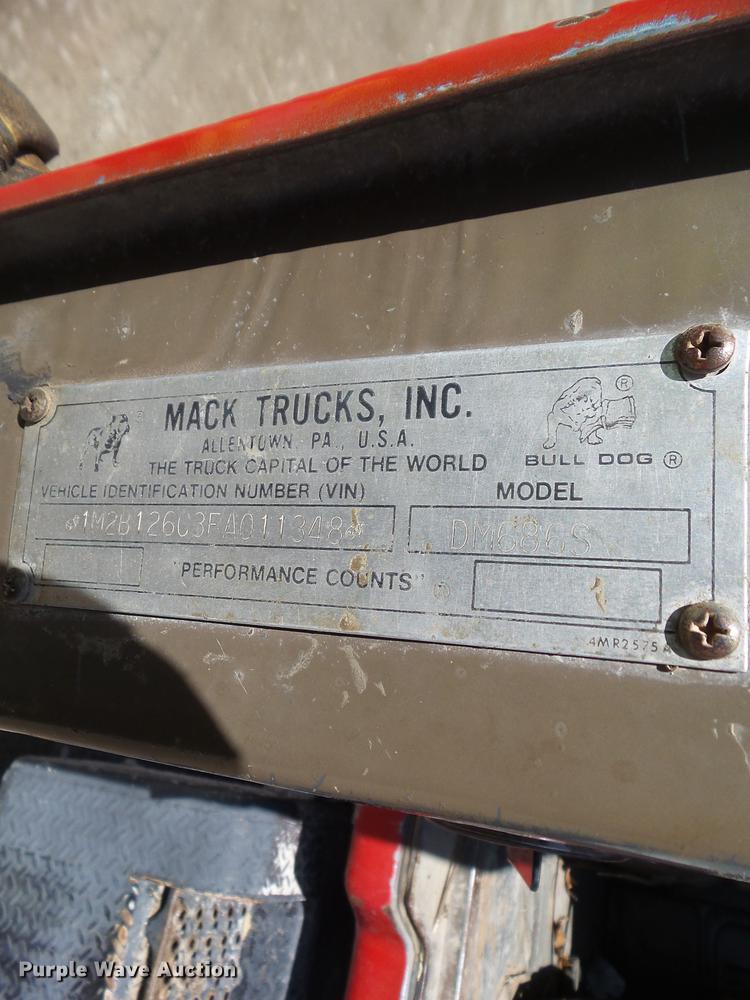 MACK TRUCKS, INC.
ALLENTOWN, PA., U.S.A.
THE TRUCK CAPITAL OF THE WORLD
BULL DOG ®
VEHICLE IDENTIFICATION NUMBER (VIN)
MODEL
1M2B126C3FA011348
DM686S
"PERFORMANCE COUNTS"
4MR2575A
Purple Wave Auction